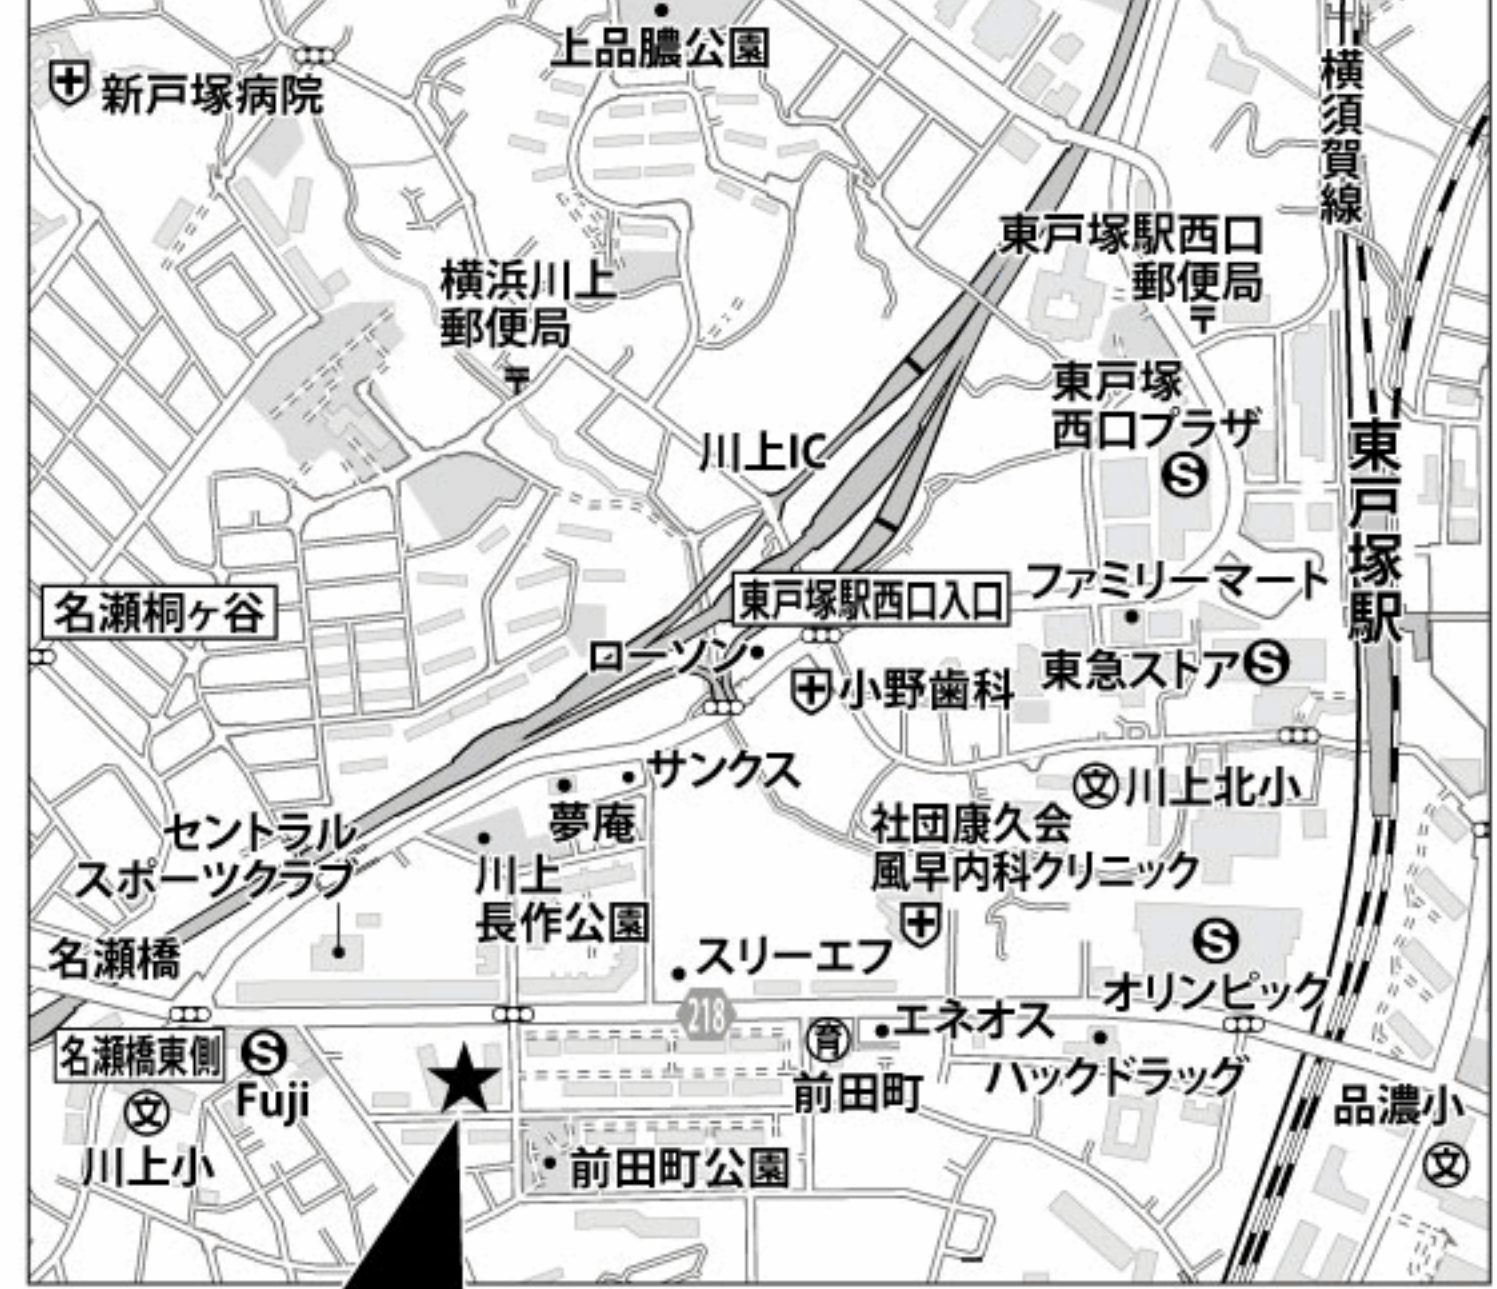 上品膿公園
新戸塚病院
横須賀線
東戸塚駅西口
郵便局
〒
横浜川上
郵便局
〒
東戸塚
西口プラザ
S
川上IC
東戸塚駅
東戸塚駅西口入口
ファミリーマート
名瀬桐ヶ谷
ローソン
小野歯科
東急ストア
S
サンクス
文
川上北小
夢庵
セントラル
スポーツクラブ
川上
長作公園
社団康久会
風早内科クリニック
名瀬橋
スリーエフ
S
オリンピック
218
エネオス
名瀬橋東側
S
Fuji
育
前田町
ハックドラッグ
文
川上小
前田町公園
品濃小
文